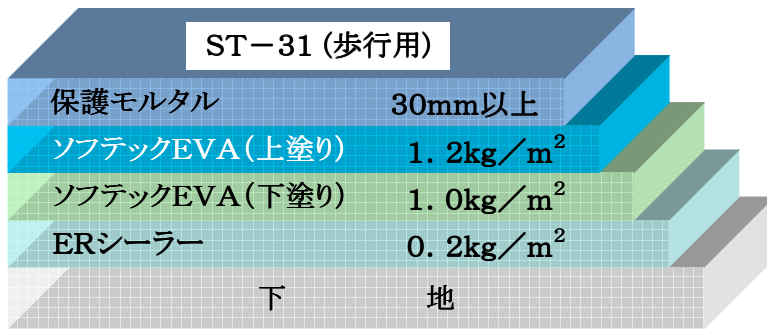 ST－31（歩行用）
保護モルタル 30mm以上
ソフテックEVA（上塗り） 1．2kg／m²
ソフテックEVA（下塗り） 1．0kg／m²
ERシーラー 0．2kg／m²
下 地